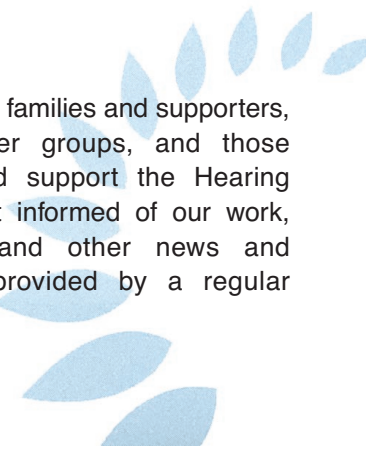 families and supporters,
groups, and those
support the Hearing
informed of our work,
and other news and
provided by a regular